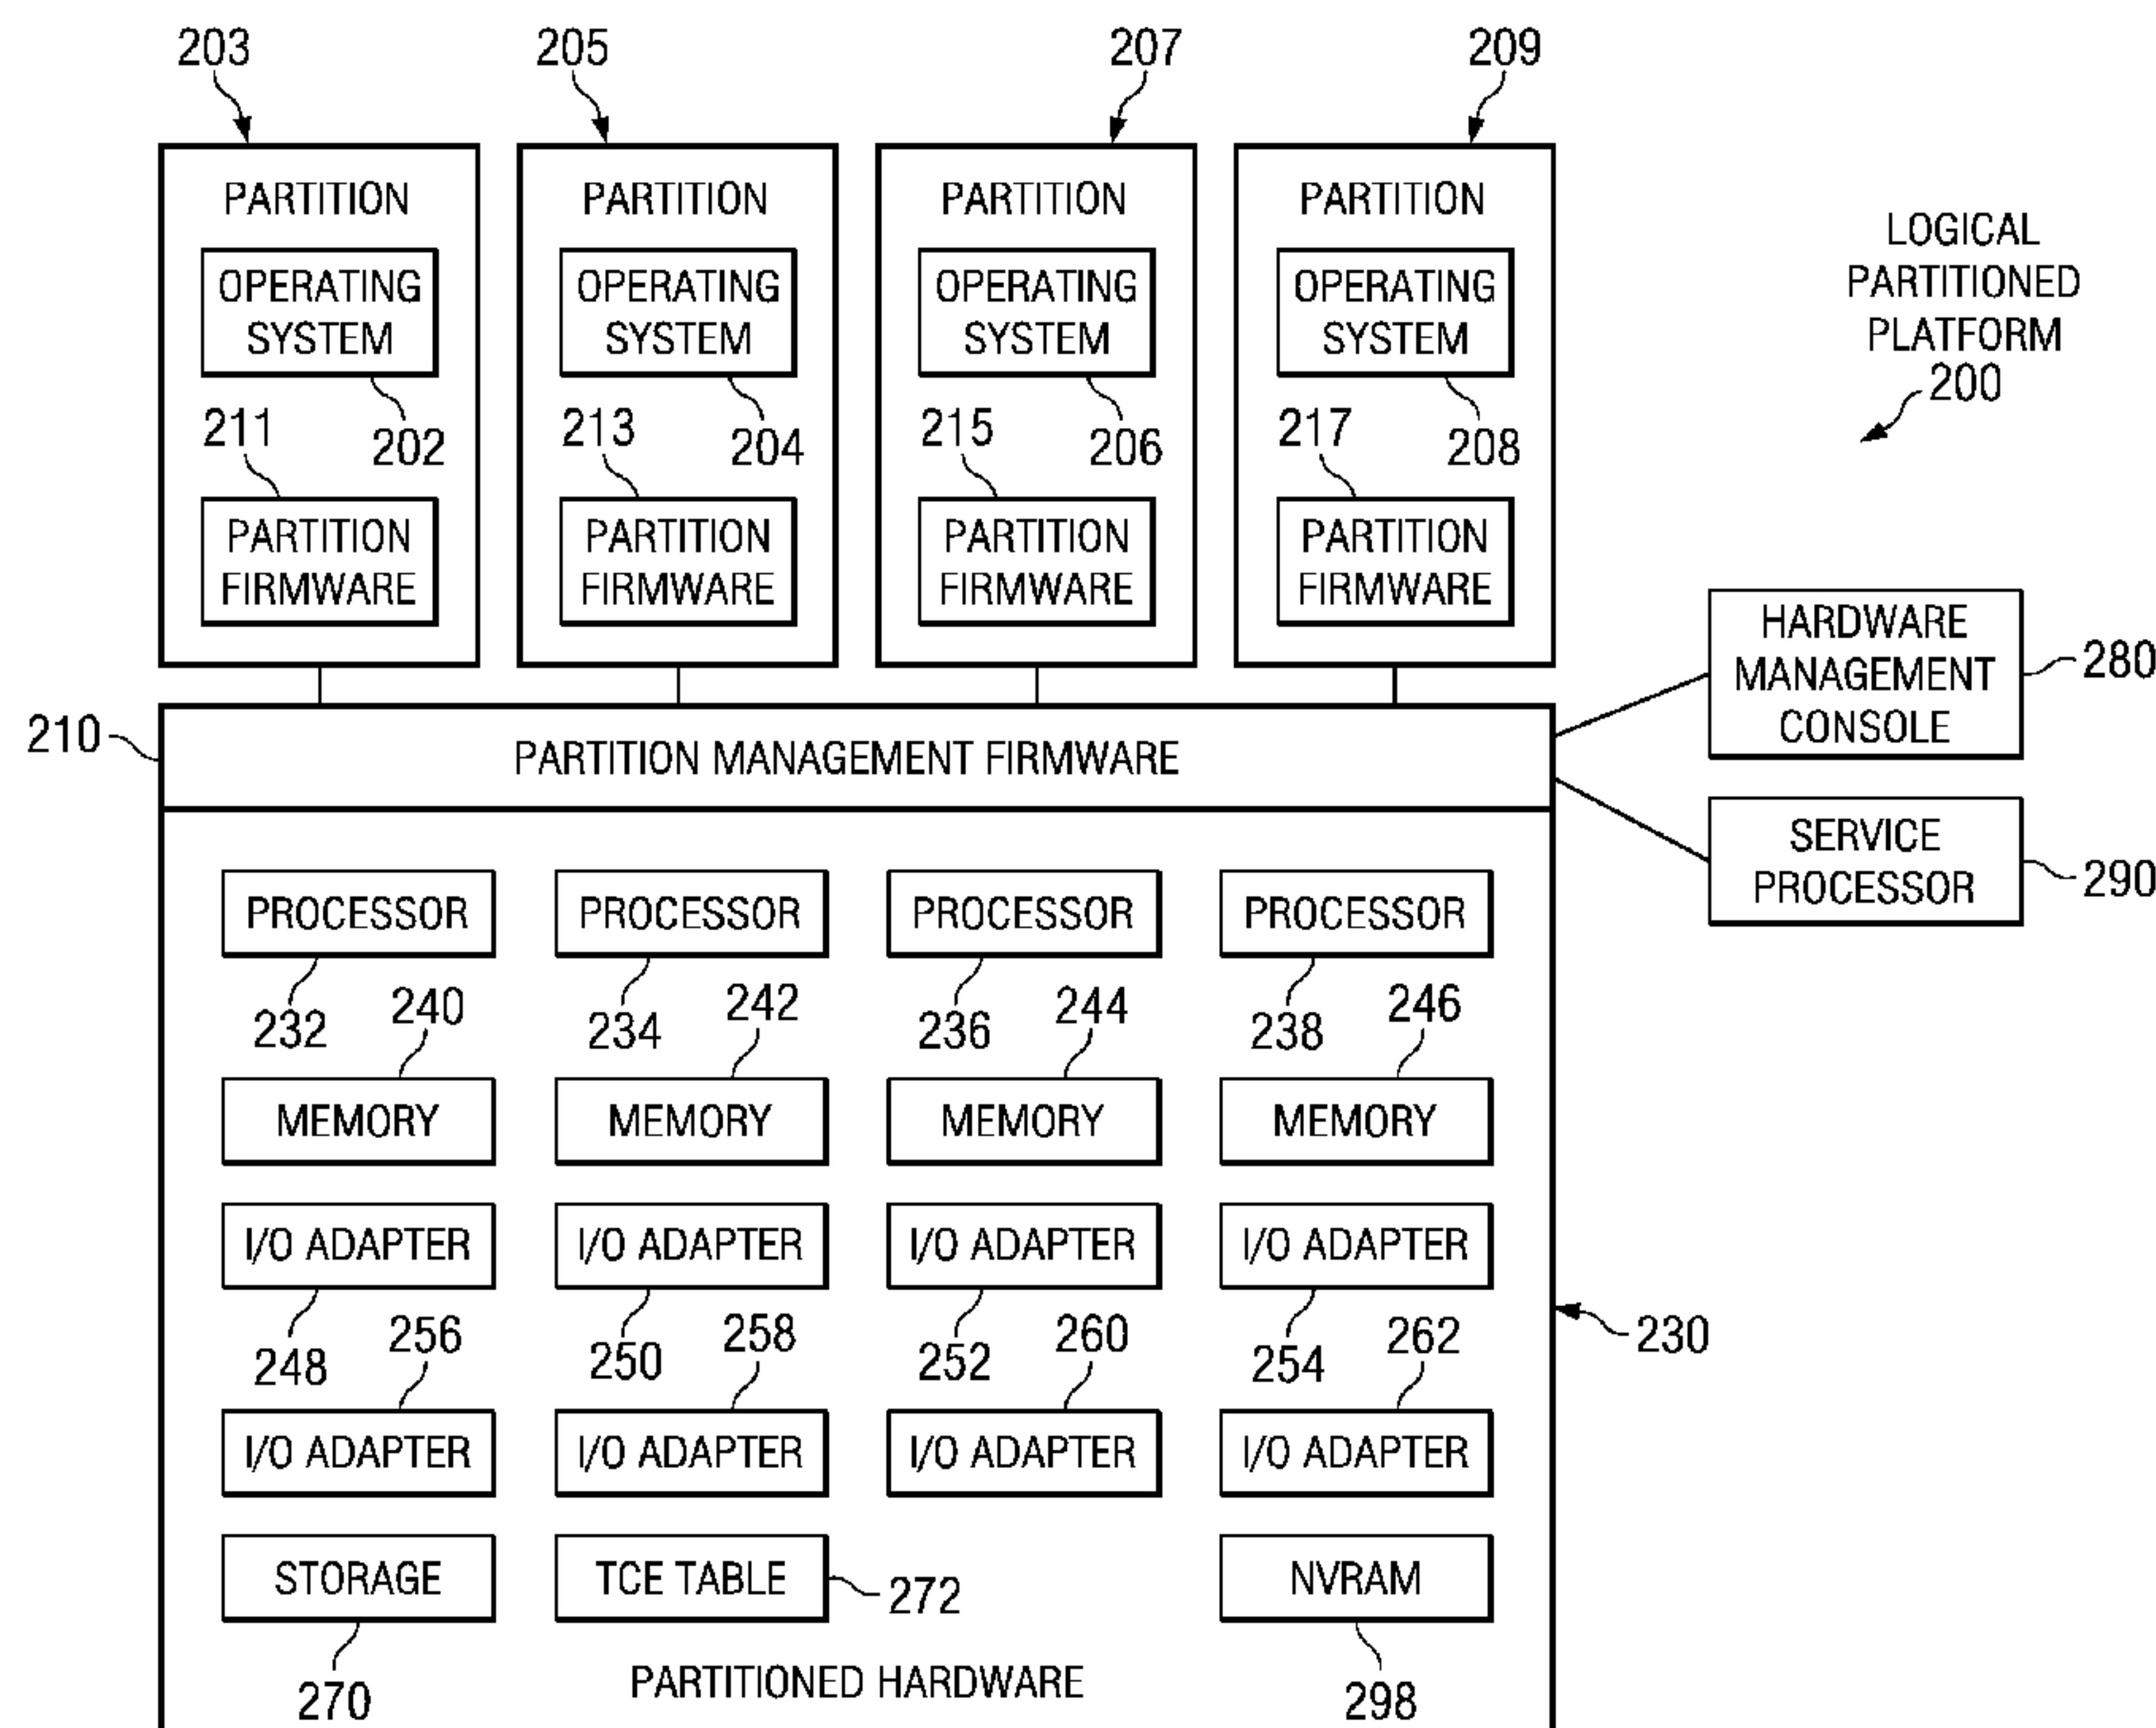 203
205
207
209
PARTITION
PARTITION
PARTITION
PARTITION
LOGICAL
PARTITIONED
PLATFORM
200
OPERATING
SYSTEM
OPERATING
SYSTEM
OPERATING
SYSTEM
OPERATING
SYSTEM
211
202
213
204
215
206
217
208
PARTITION
FIRMWARE
PARTITION
FIRMWARE
PARTITION
FIRMWARE
PARTITION
FIRMWARE
HARDWARE
MANAGEMENT
CONSOLE
280
210
PARTITION MANAGEMENT FIRMWARE
SERVICE
PROCESSOR
290
PROCESSOR
PROCESSOR
PROCESSOR
PROCESSOR
232
240
234
242
236
244
238
246
MEMORY
MEMORY
MEMORY
MEMORY
I/O ADAPTER
I/O ADAPTER
I/O ADAPTER
I/O ADAPTER
248
256
250
258
252
260
254
262
230
I/O ADAPTER
I/O ADAPTER
I/O ADAPTER
I/O ADAPTER
STORAGE
TCE TABLE
272
NVRAM
270
PARTITIONED HARDWARE
298